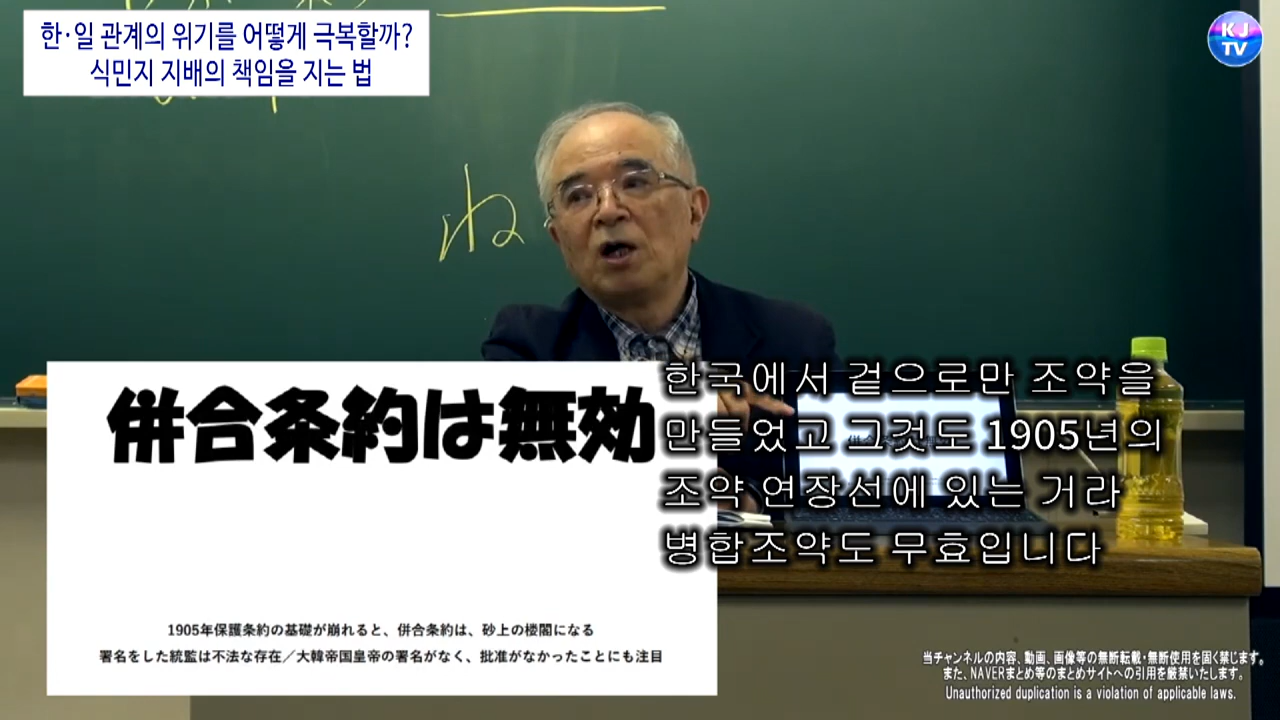 한·일 관계의 위기를 어떻게 극복할까?
식민지 지배의 책임을 지는 법
KJ
TV
ね
併合条約は無効
한국에서 겉으로만 조약을
만들었고 그것도 1905년의
조약 연장선에 있는 거라
병합조약도 무효입니다
1905年保護条約の基礎が崩れると、併合条約は、砂上の楼閣になる
署名をした統監は不法な存在／大韓帝国皇帝の署名がなく、批准がなかったことにも注目
当チャンネルの内容、動画、画像等の無断転載・無断使用を固く禁じます。
また、NAVERまとめ等のまとめサイトへの引用を厳禁いたします。
Unauthorized duplication is a violation of applicable laws.